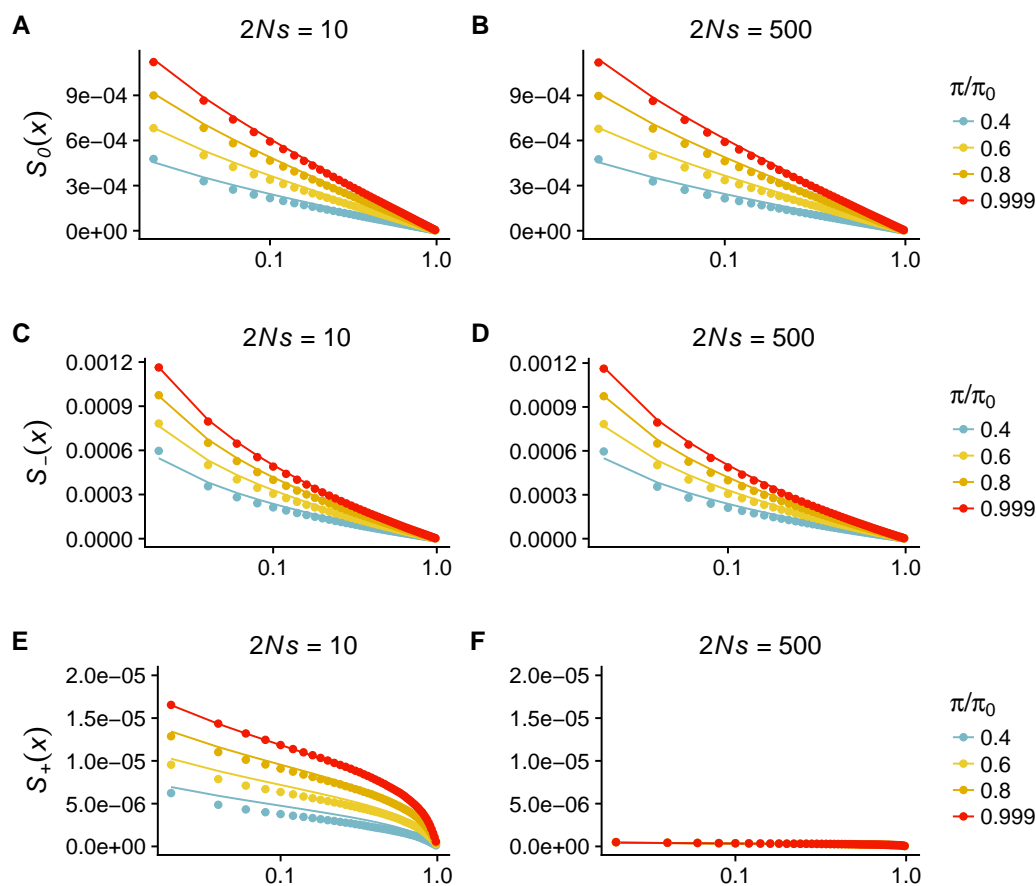 A
2Ns = 10
S₀(x)
9e−04
6e−04
3e−04
0e+00
0.1
1.0
B
2Ns = 500
9e−04
6e−04
3e−04
0e+00
0.1
1.0
π/π₀
0.4
0.6
0.8
0.999
C
2Ns = 10
S₋(x)
0.0012
0.0009
0.0006
0.0003
0.0000
0.1
1.0
D
2Ns = 500
0.0012
0.0009
0.0006
0.0003
0.0000
0.1
1.0
π/π₀
0.4
0.6
0.8
0.999
E
2Ns = 10
S₊(x)
2.0e−05
1.5e−05
1.0e−05
5.0e−06
0.0e+00
0.1
1.0
F
2Ns = 500
2.0e−05
1.5e−05
1.0e−05
5.0e−06
0.0e+00
0.1
1.0
π/π₀
0.4
0.6
0.8
0.999